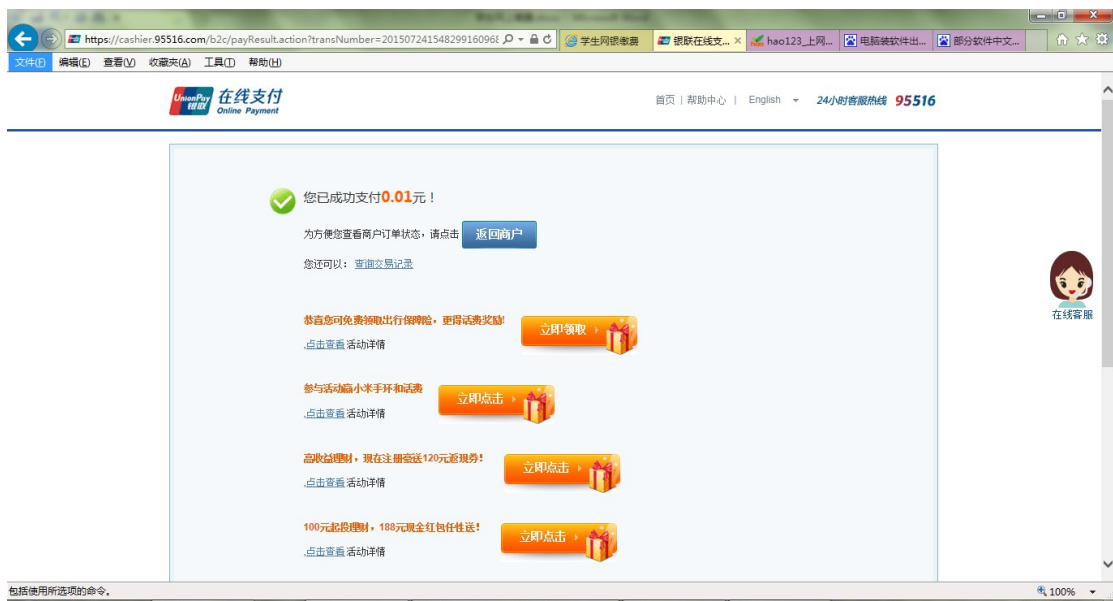 https://cashier.95516.com/b2c/payResult.action?transNumber=2015072415482991609
学生网银缴费
银联在线支...
hao123_上网...
电脑装软件出...
部分软件中文...
文件(F) 编辑(E) 查看(V) 收藏夹(A) 工具(T) 帮助(H)
UnionPay 银联
在线支付
Online Payment
首页 | 帮助中心 | English 24小时客服热线 95516
您已成功支付0.01元！
为方便您查看商户订单状态，请点击 返回商户
您还可以： 查询交易记录
恭喜您可免费领取出行保障险，更得话费奖励! 立即领取
点击查看 活动详情
参与活动赢小米手环和话费 立即点击
点击查看 活动详情
高收益理财，现在注册豪送120元返现券! 立即点击
点击查看 活动详情
100元起投理财，188元现金红包任性送! 立即点击
点击查看 活动详情
在线客服
包括使用所选项的命令。
100%